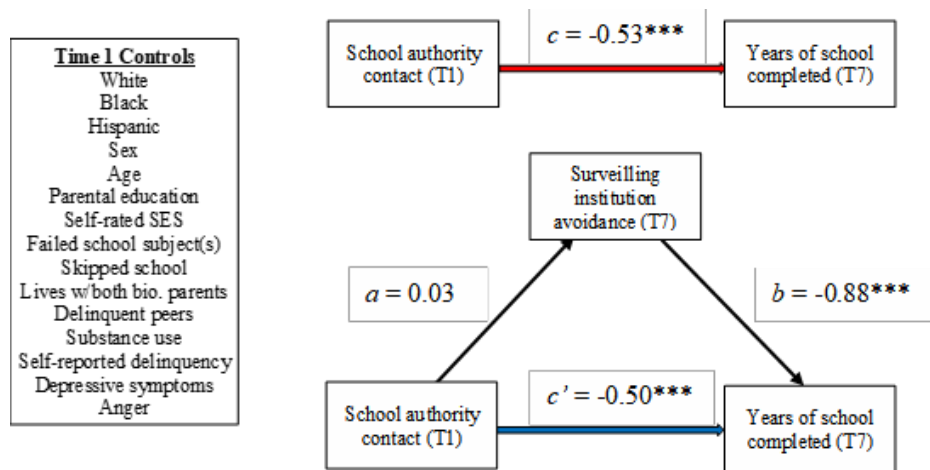 Time 1 Controls
White
Black
Hispanic
Sex
Age
Parental education
Self-rated SES
Failed school subject(s)
Skipped school
Lives w/both bio. parents
Delinquent peers
Substance use
Self-reported delinquency
Depressive symptoms
Anger
c = -0.53***
School authority
contact (T1)
Years of school
completed (T7)
Surveilling
institution
avoidance (T7)
a = 0.03
b = -0.88***
c’ = -0.50***
School authority
contact (T1)
Years of school
completed (T7)